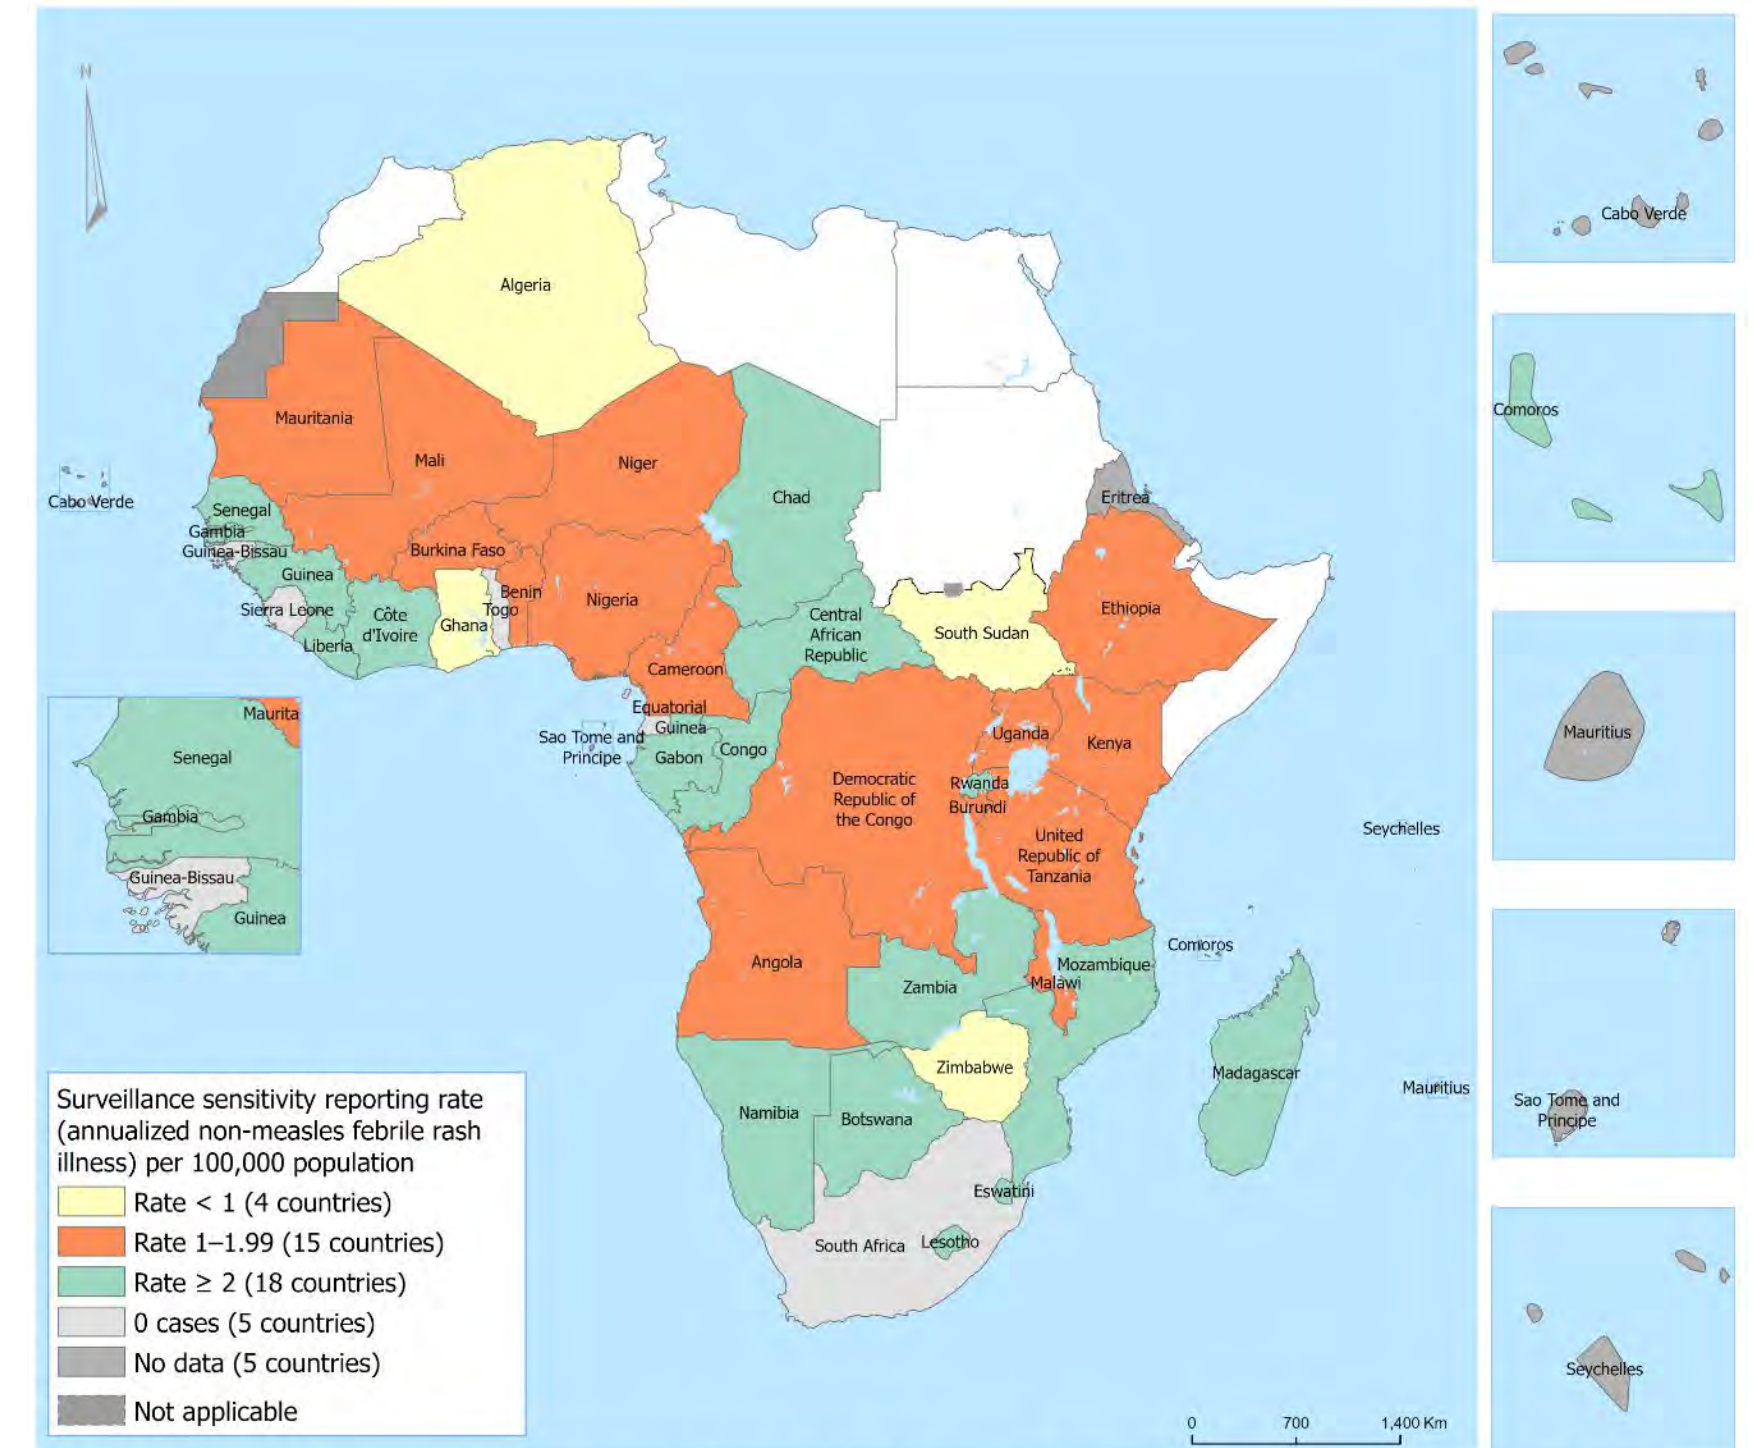 N
Algeria
Mauritania
Mali
Niger
Chad
Cabo Verde
Senegal
Gambia
Guinea-Bissau
Guinea
Sierra Leone
Liberia
Côte
d'Ivoire
Burkina Faso
Ghana
Togo
Benin
Nigeria
Cameroon
Central
African
Republic
South Sudan
Eritrea
Ethiopia
Equatorial
Guinea
Sao Tome and
Principe
Gabon
Congo
Democratic
Republic of
the Congo
Uganda
Kenya
Rwanda
Burundi
United
Republic of
Tanzania
Seychelles
Angola
Zambia
Malawi
Mozambique
Comoros
Zimbabwe
Madagascar
Mauritius
Namibia
Botswana
Eswatini
South Africa
Lesotho
Maurita
Senegal
Gambia
Guinea-Bissau
Guinea
Surveillance sensitivity reporting rate
(annualized non-measles febrile rash
illness) per 100,000 population
Rate < 1 (4 countries)
Rate 1–1.99 (15 countries)
Rate ≥ 2 (18 countries)
0 cases (5 countries)
No data (5 countries)
Not applicable
0 700 1,400 Km
Cabo Verde
Comoros
Mauritius
Sao Tome and
Principe
Seychelles